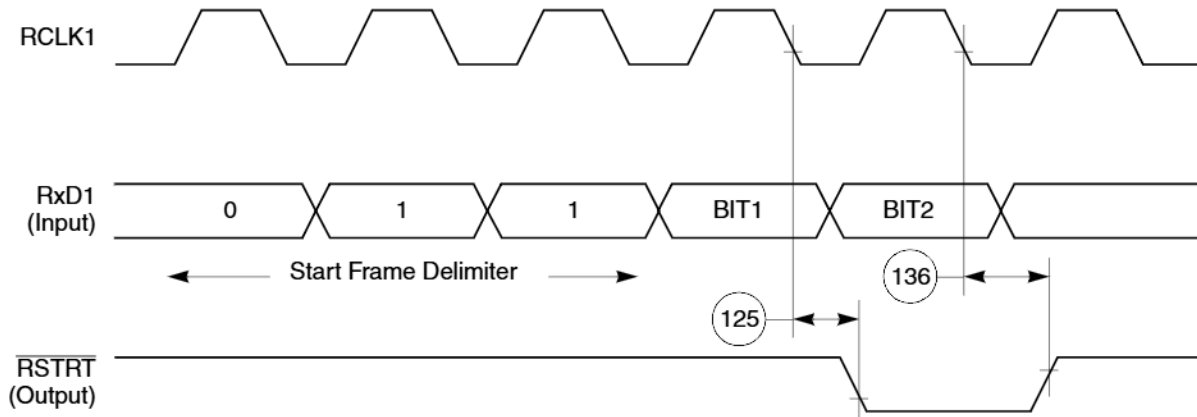 RCLK1
RxD1
(Input)
0 1 1 BIT1 BIT2
Start Frame Delimiter
136
125
RSTRT
(Output)